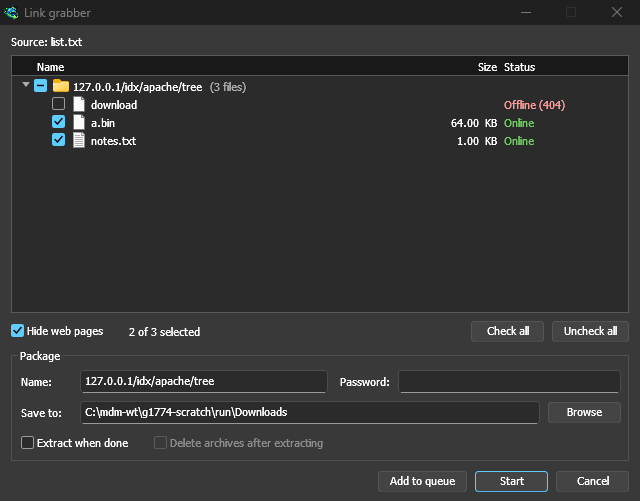 Link grabber
Source: list.txt
Name Size Status
127.0.0.1/idx/apache/tree (3 files)
download Offline (404)
a.bin 64.00 KB Online
notes.txt 1.00 KB Online
Hide web pages 2 of 3 selected Check all Uncheck all
Package
Name: 127.0.0.1/idx/apache/tree Password:
Save to: C:\mdm-wt\g1774-scratch\run\Downloads Browse
Extract when done Delete archives after extracting
Add to queue Start Cancel